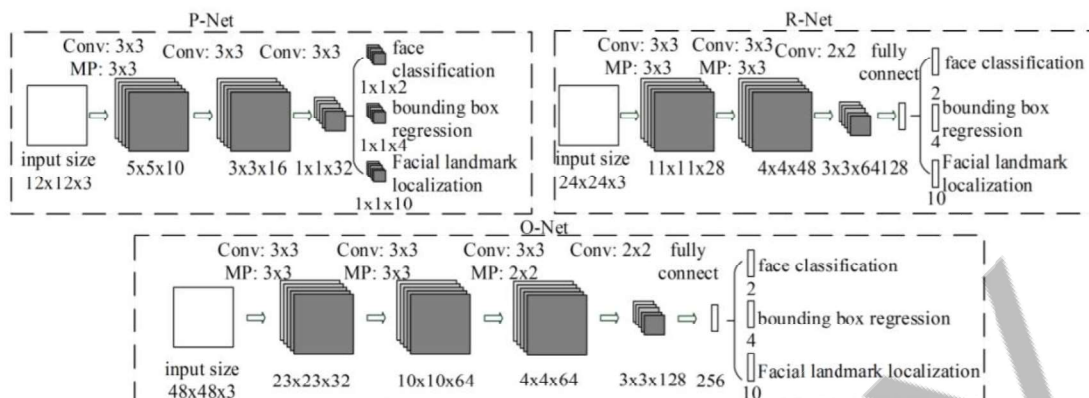 P-Net
Conv: 3x3 Conv: 3x3 Conv: 3x3
MP: 3x3
face
classification
1x1x2
bounding box
regression
1x1x4
Facial landmark
localization
1x1x10
input size
12x12x3
5x5x10
3x3x16
1x1x32
R-Net
Conv: 3x3 Conv: 3x3 Conv: 2x2 fully
MP: 3x3 MP: 3x3 connect
face classification
2
bounding box
regression
4
Facial landmark
localization
10
input size
24x24x3
11x11x28
4x4x48
3x3x64
128
O-Net
Conv: 3x3 Conv: 3x3 Conv: 3x3 Conv: 2x2 fully
MP: 3x3 MP: 3x3 MP: 2x2 connect
face classification
2
bounding box regression
4
Facial landmark localization
10
input size
48x48x3
23x23x32
10x10x64
4x4x64
3x3x128
256